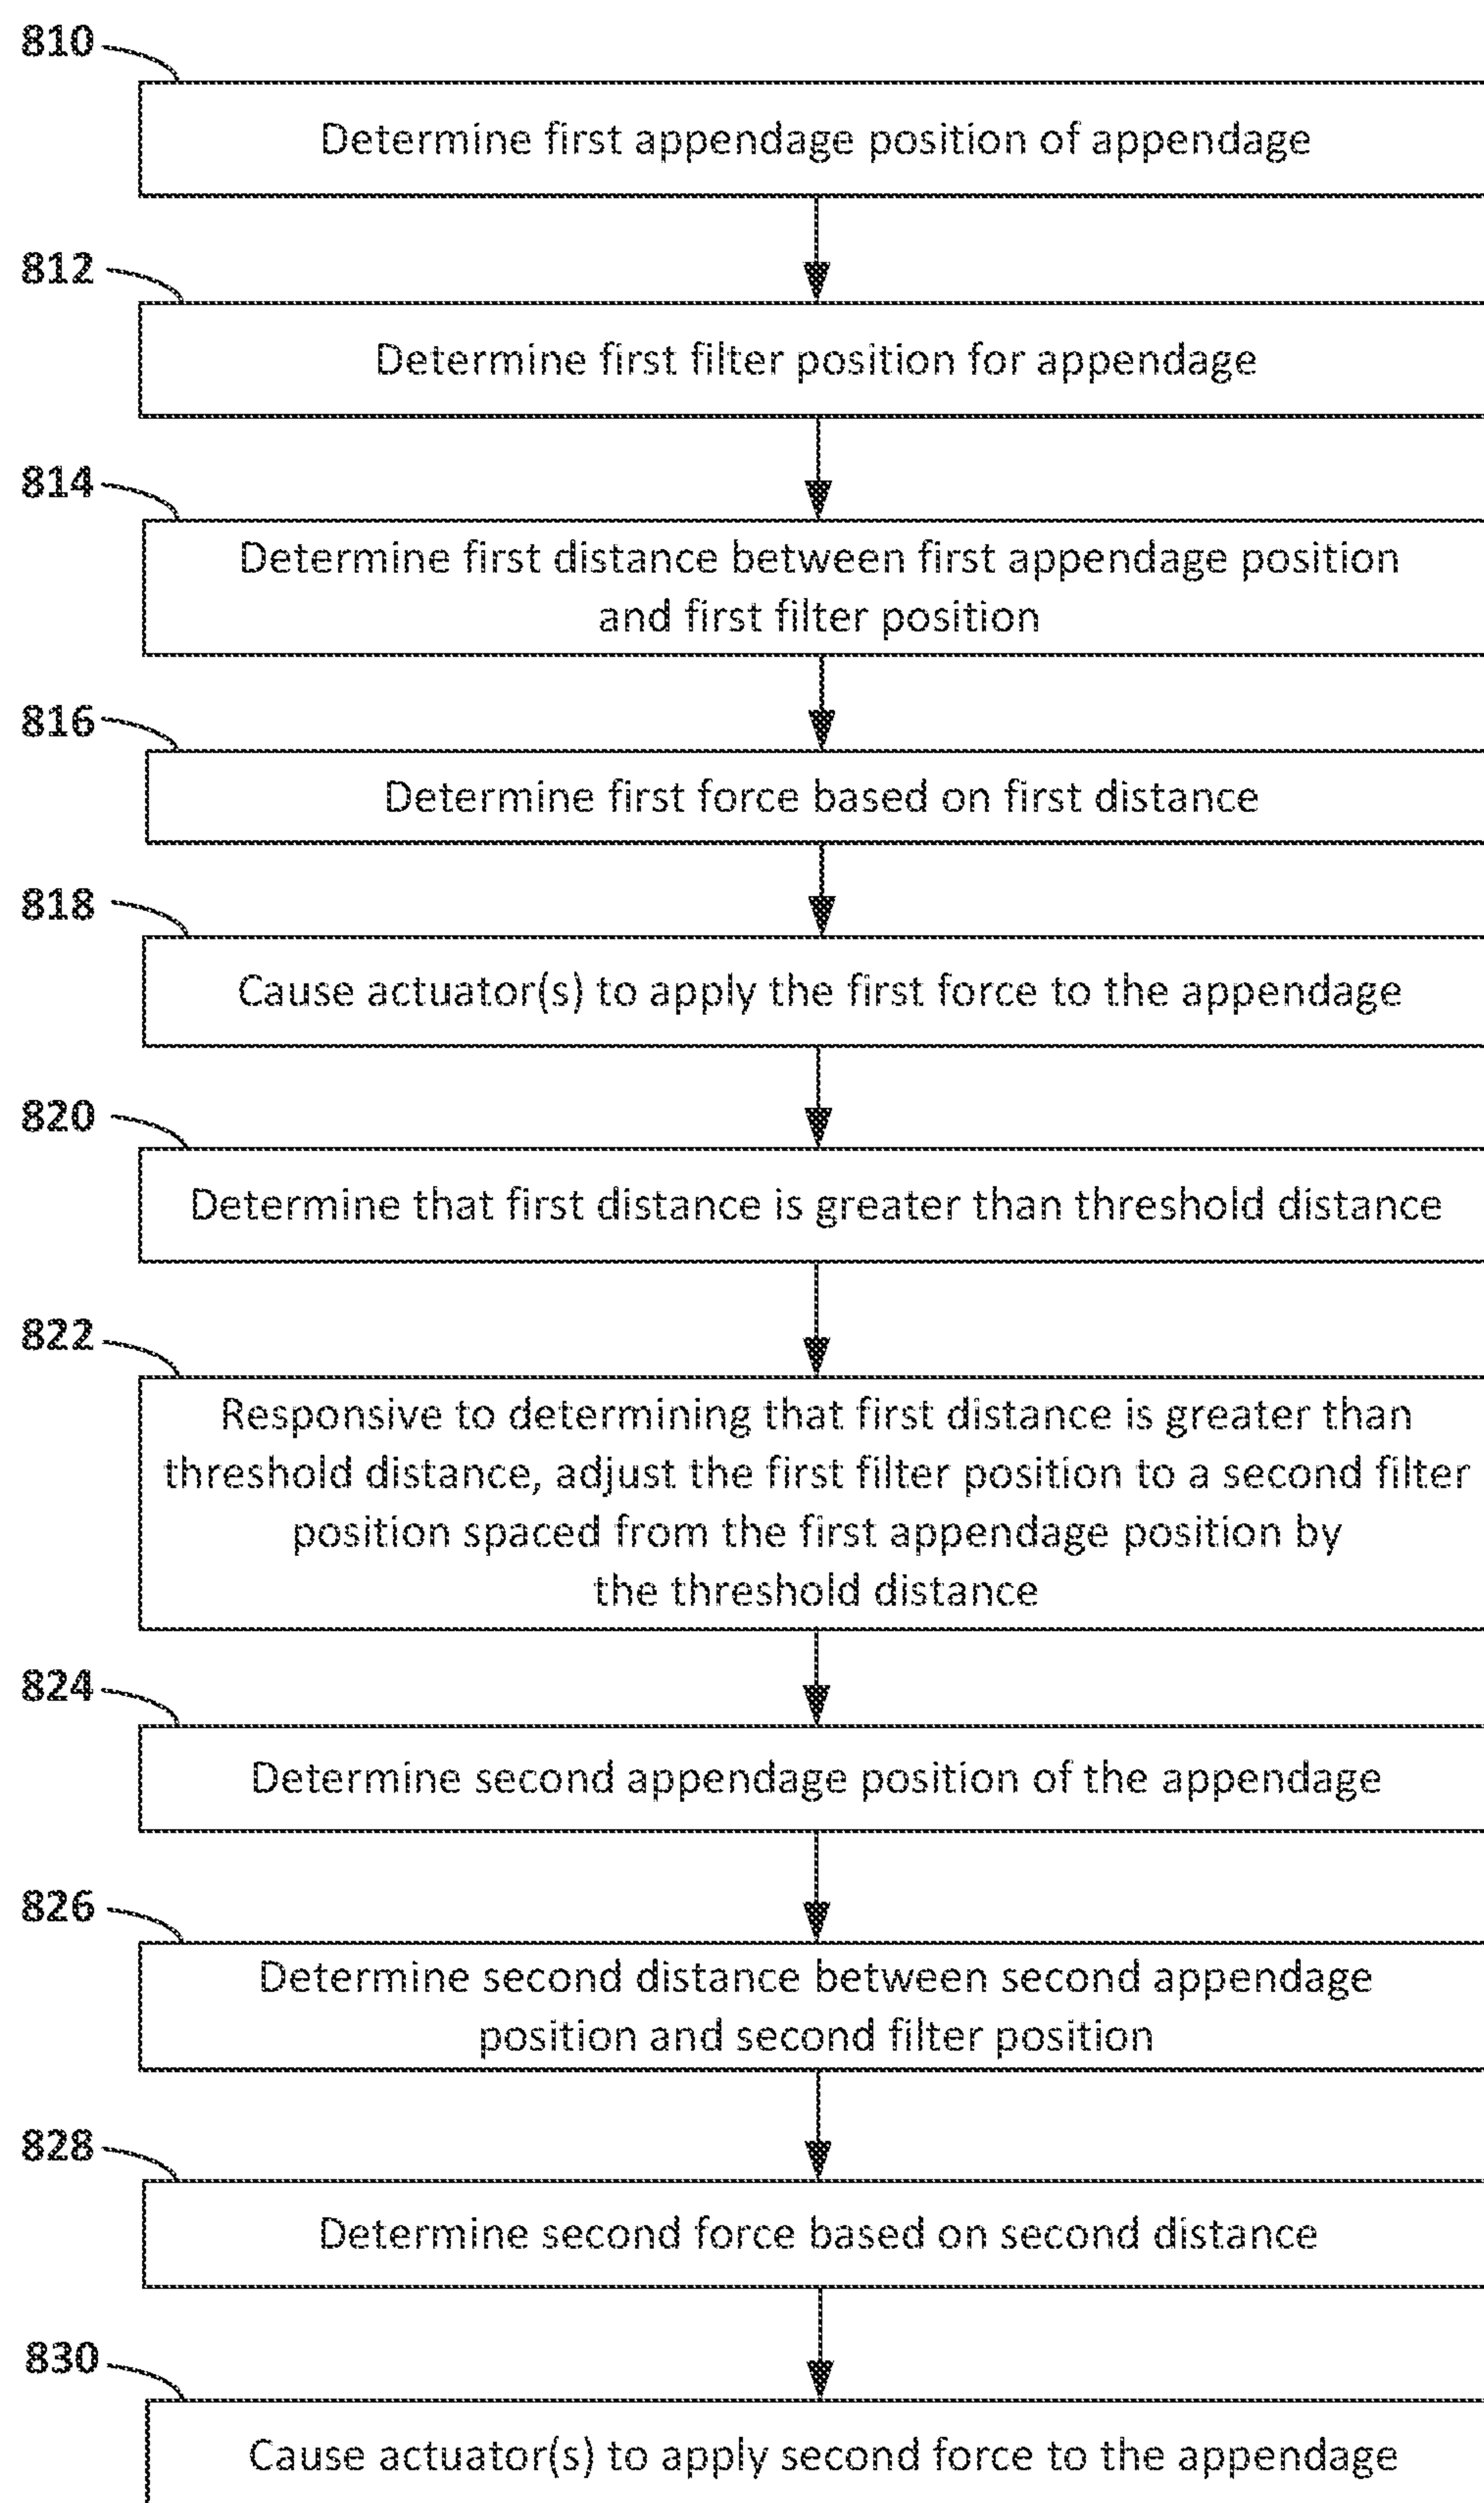 810
Determine first appendage position of appendage
812
Determine first filter position for appendage
814
Determine first distance between first appendage position
and first filter position
816
Determine first force based on first distance
818
Cause actuator(s) to apply the first force to the appendage
820
Determine that first distance is greater than threshold distance
822
Responsive to determining that first distance is greater than
threshold distance, adjust the first filter position to a second filter
position spaced from the first appendage position by
the threshold distance
824
Determine second appendage position of the appendage
826
Determine second distance between second appendage
position and second filter position
828
Determine second force based on second distance
830
Cause actuator(s) to apply second force to the appendage